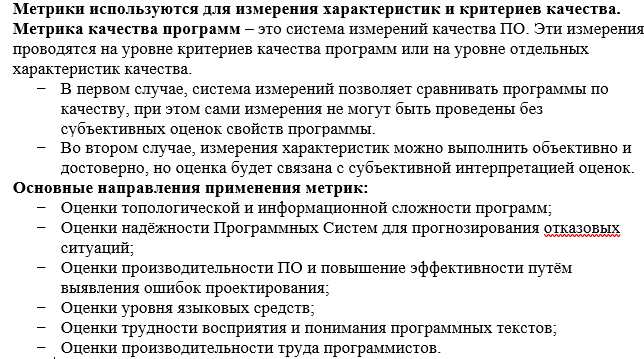 Метрики используются для измерения характеристик и критериев качества.
Метрика качества программ – это система измерений качества ПО. Эти измерения
проводятся на уровне критериев качества программ или на уровне отдельных
характеристик качества.
– В первом случае, система измерений позволяет сравнивать программы по
качеству, при этом сами измерения не могут быть проведены без
субъективных оценок свойств программы.
– Во втором случае, измерения характеристик можно выполнить объективно и
достоверно, но оценка будет связана с субъективной интерпретацией оценок.
Основные направления применения метрик:
– Оценки топологической и информационной сложности программ;
– Оценки надёжности Программных Систем для прогнозирования отказовых
ситуаций;
– Оценки производительности ПО и повышение эффективности путём
выявления ошибок проектирования;
– Оценки уровня языковых средств;
– Оценки трудности восприятия и понимания программных текстов;
– Оценки производительности труда программистов.